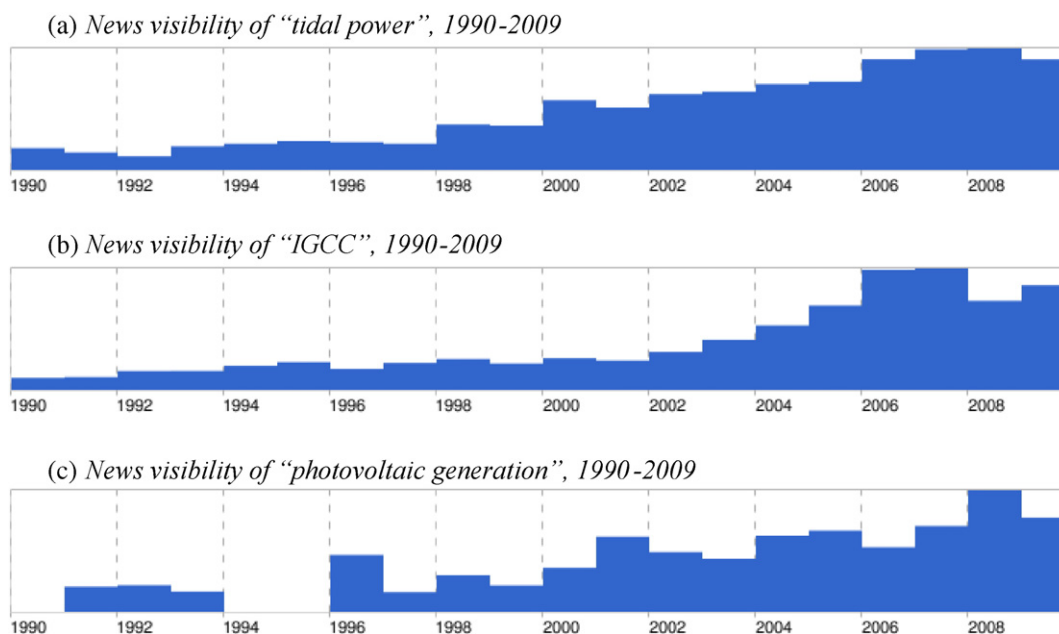 (a) News visibility of “tidal power”, 1990-2009
1990 1992 1994 1996 1998 2000 2002 2004 2006 2008
(b) News visibility of “IGCC”, 1990-2009
1990 1992 1994 1996 1998 2000 2002 2004 2006 2008
(c) News visibility of “photovoltaic generation”, 1990-2009
1990 1992 1994 1996 1998 2000 2002 2004 2006 2008